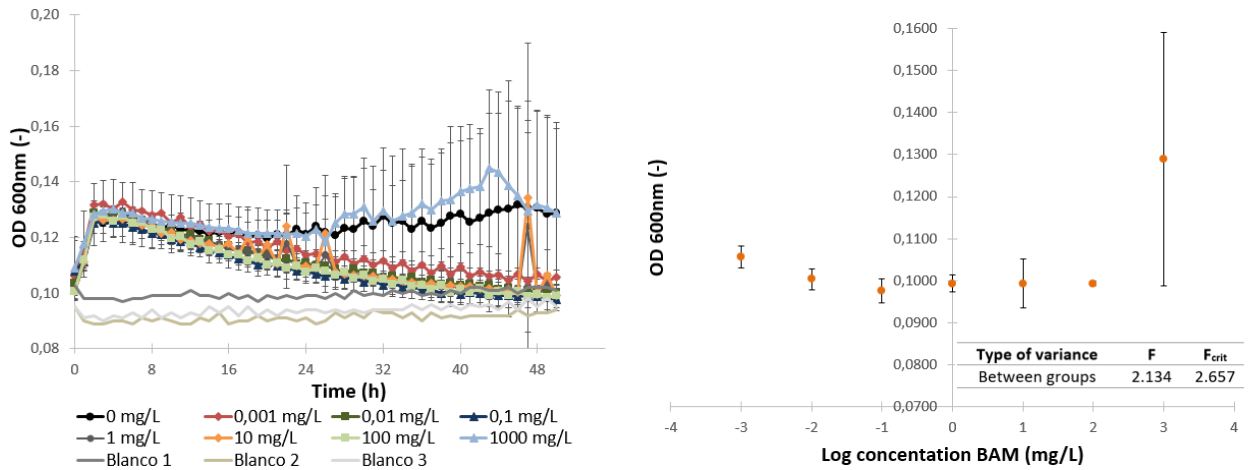 0,20
0,18
0,16
0,14
0,12
0,10
0,08
OD 600nm (-)
0 8 16 24 32 40 48
Time (h)
0 mg/L 0,001 mg/L 0,01 mg/L 0,1 mg/L
1 mg/L 10 mg/L 100 mg/L 1000 mg/L
Blanco 1 Blanco 2 Blanco 3
0,1600
0,1500
0,1400
0,1300
0,1200
0,1100
0,1000
0,0900
0,0800
0,0700
OD 600nm (-)
Type of variance F Fcrit
Between groups 2.134 2.657
-4 -3 -2 -1 0 1 2 3 4
Log concentation BAM (mg/L)